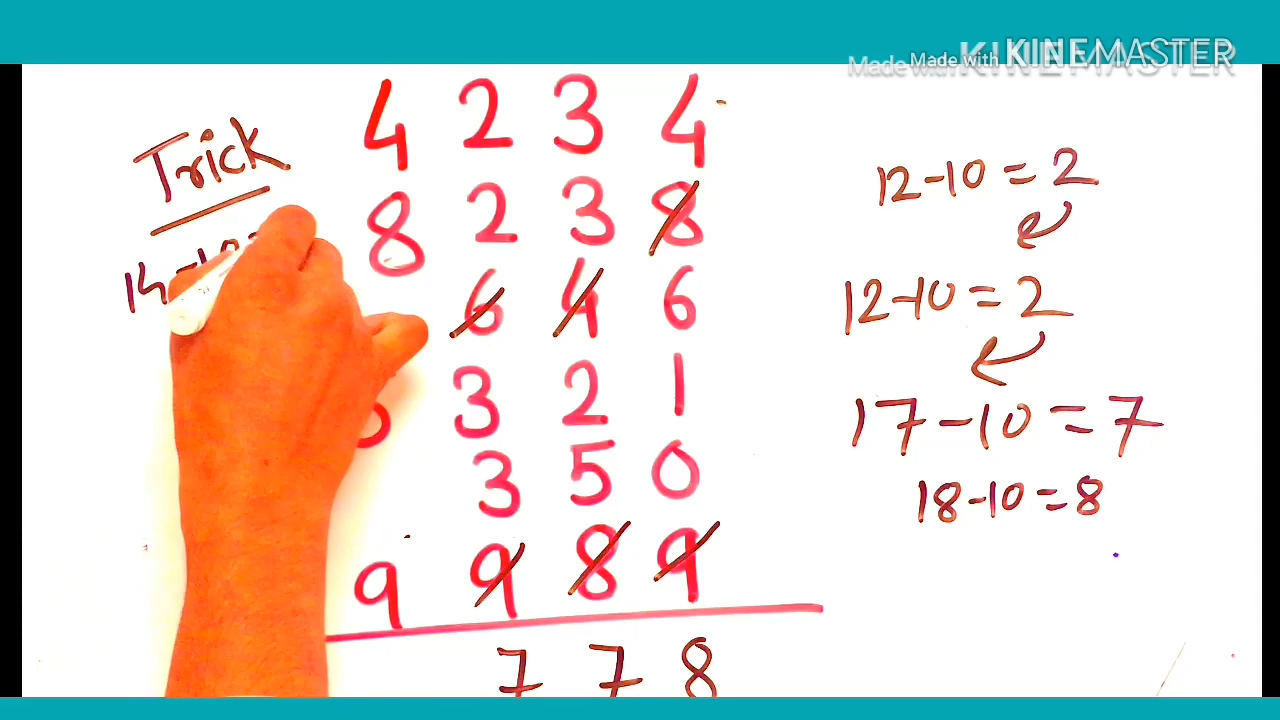 Made with KINEMASTER
Trick
14-10
4 2 3 4
8 2 3 8
6 4 6
3 2 1
3 5 0
9 9 8 9
7 7 8
12-10 = 2
12-10 = 2
17-10 = 7
18-10 = 8